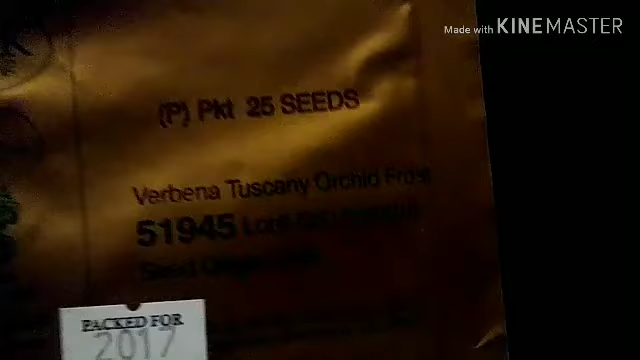 Made with KINEMASTER
(P) Pkt 25 SEEDS
Verbena Tuscany Orchid Frost
51945
PACKED FOR
2017